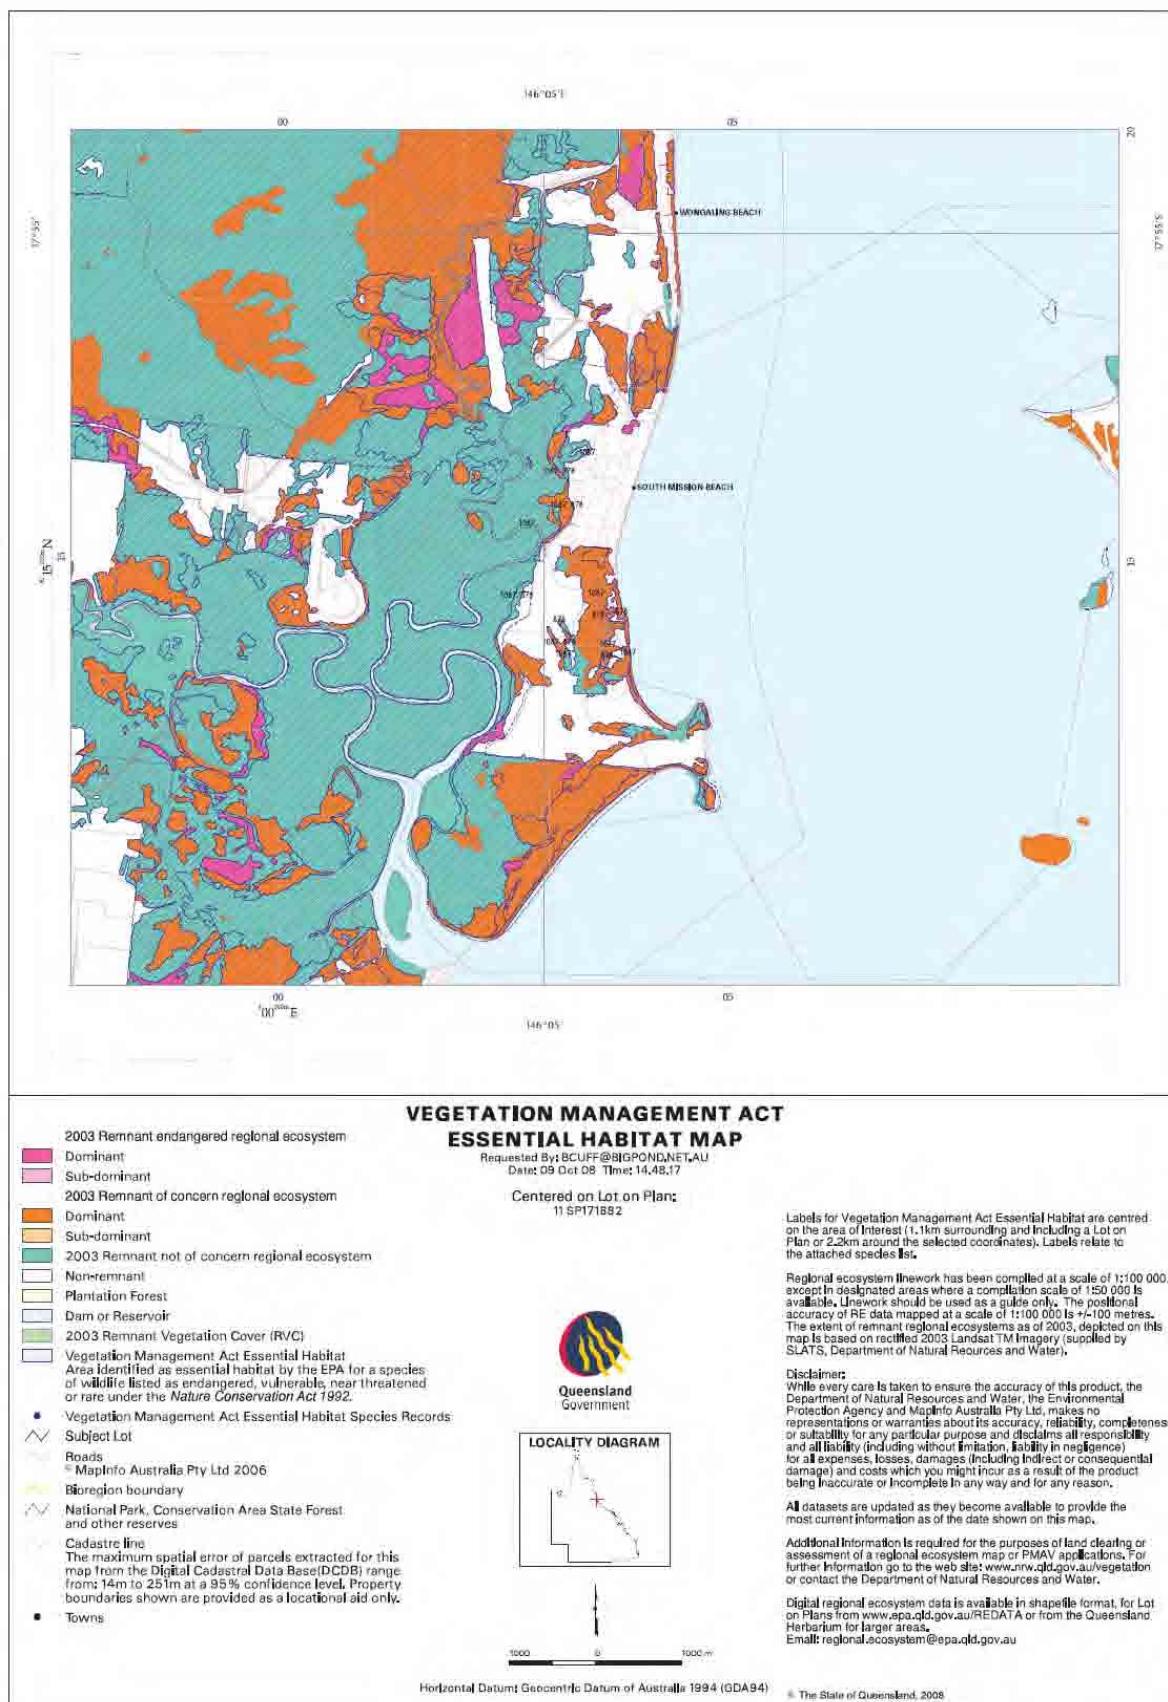 146°05'E
00
05
20
17°55'
17°55'S
WONGALING BEACH
SOUTH MISSION BEACH
1087
1087
1087
1087
15
15
00
05
146°05'
VEGETATION MANAGEMENT ACT
ESSENTIAL HABITAT MAP
Requested By: BCUFF@BIGPOND.NET.AU
Date: 09 Oct 08 Time: 14.48.17
Centered on Lot on Plan:
11 SP171882
2003 Remnant endangered regional ecosystem
Dominant
Sub-dominant
2003 Remnant of concern regional ecosystem
Dominant
Sub-dominant
2003 Remnant not of concern regional ecosystem
Non-remnant
Plantation Forest
Dam or Reservoir
2003 Remnant Vegetation Cover (RVC)
Vegetation Management Act Essential Habitat
Area identified as essential habitat by the EPA for a species
of wildlife listed as endangered, vulnerable, near threatened
or rare under the Nature Conservation Act 1992.
Vegetation Management Act Essential Habitat Species Records
Subject Lot
Roads
© MapInfo Australia Pty Ltd 2006
Bioregion boundary
National Park, Conservation Area State Forest
and other reserves
Cadastre line
The maximum spatial error of parcels extracted for this
map from the Digital Cadastral Data Base(DCDB) range
from: 14m to 251m at a 95% confidence level. Property
boundaries shown are provided as a locational aid only.
Towns
Queensland
Government
LOCALITY DIAGRAM
1000 0 1000 m
Horizontal Datum: Geocentric Datum of Australia 1994 (GDA94)
Labels for Vegetation Management Act Essential Habitat are centred
on the area of interest (1.1km surrounding and including a Lot on
Plan or 2.2km around the selected coordinates). Labels relate to
the attached species list.
Regional ecosystem linework has been compiled at a scale of 1:100 000,
except in designated areas where a compilation scale of 1:50 000 is
available. Linework should be used as a guide only. The positional
accuracy of RE data mapped at a scale of 1:100 000 is +/-100 metres.
The extent of remnant regional ecosystems as of 2003, depicted on this
map is based on rectified 2003 Landsat TM imagery (supplied by
SLATS, Department of Natural Reources and Water).
Disclaimer:
While every care is taken to ensure the accuracy of this product, the
Department of Natural Resources and Water, the Environmental
Protection Agency and MapInfo Australia Pty Ltd, makes no
representations or warranties about its accuracy, reliability, completenes
or suitability for any particular purpose and disclaims all responsibility
and all liability (including without limitation, liability in negligence)
for all expenses, losses, damages (including indirect or consequential
damage) and costs which you might incur as a result of the product
being inaccurate or incomplete in any way and for any reason.
All datasets are updated as they become available to provide the
most current information as of the date shown on this map.
Additional information is required for the purposes of land clearing or
assessment of a regional ecosystem map or PMAV applications. For
further information go to the web site: www.nrw.qld.gov.au/vegetation
or contact the Department of Natural Resources and Water.
Digital regional ecosystem data is available in shapefile format, for Lot
on Plans from www.epa.qld.gov.au/REDATA or from the Queensland
Herbarium for larger areas.
Email: regional.ecosystem@epa.qld.gov.au
© The State of Queensland, 2008